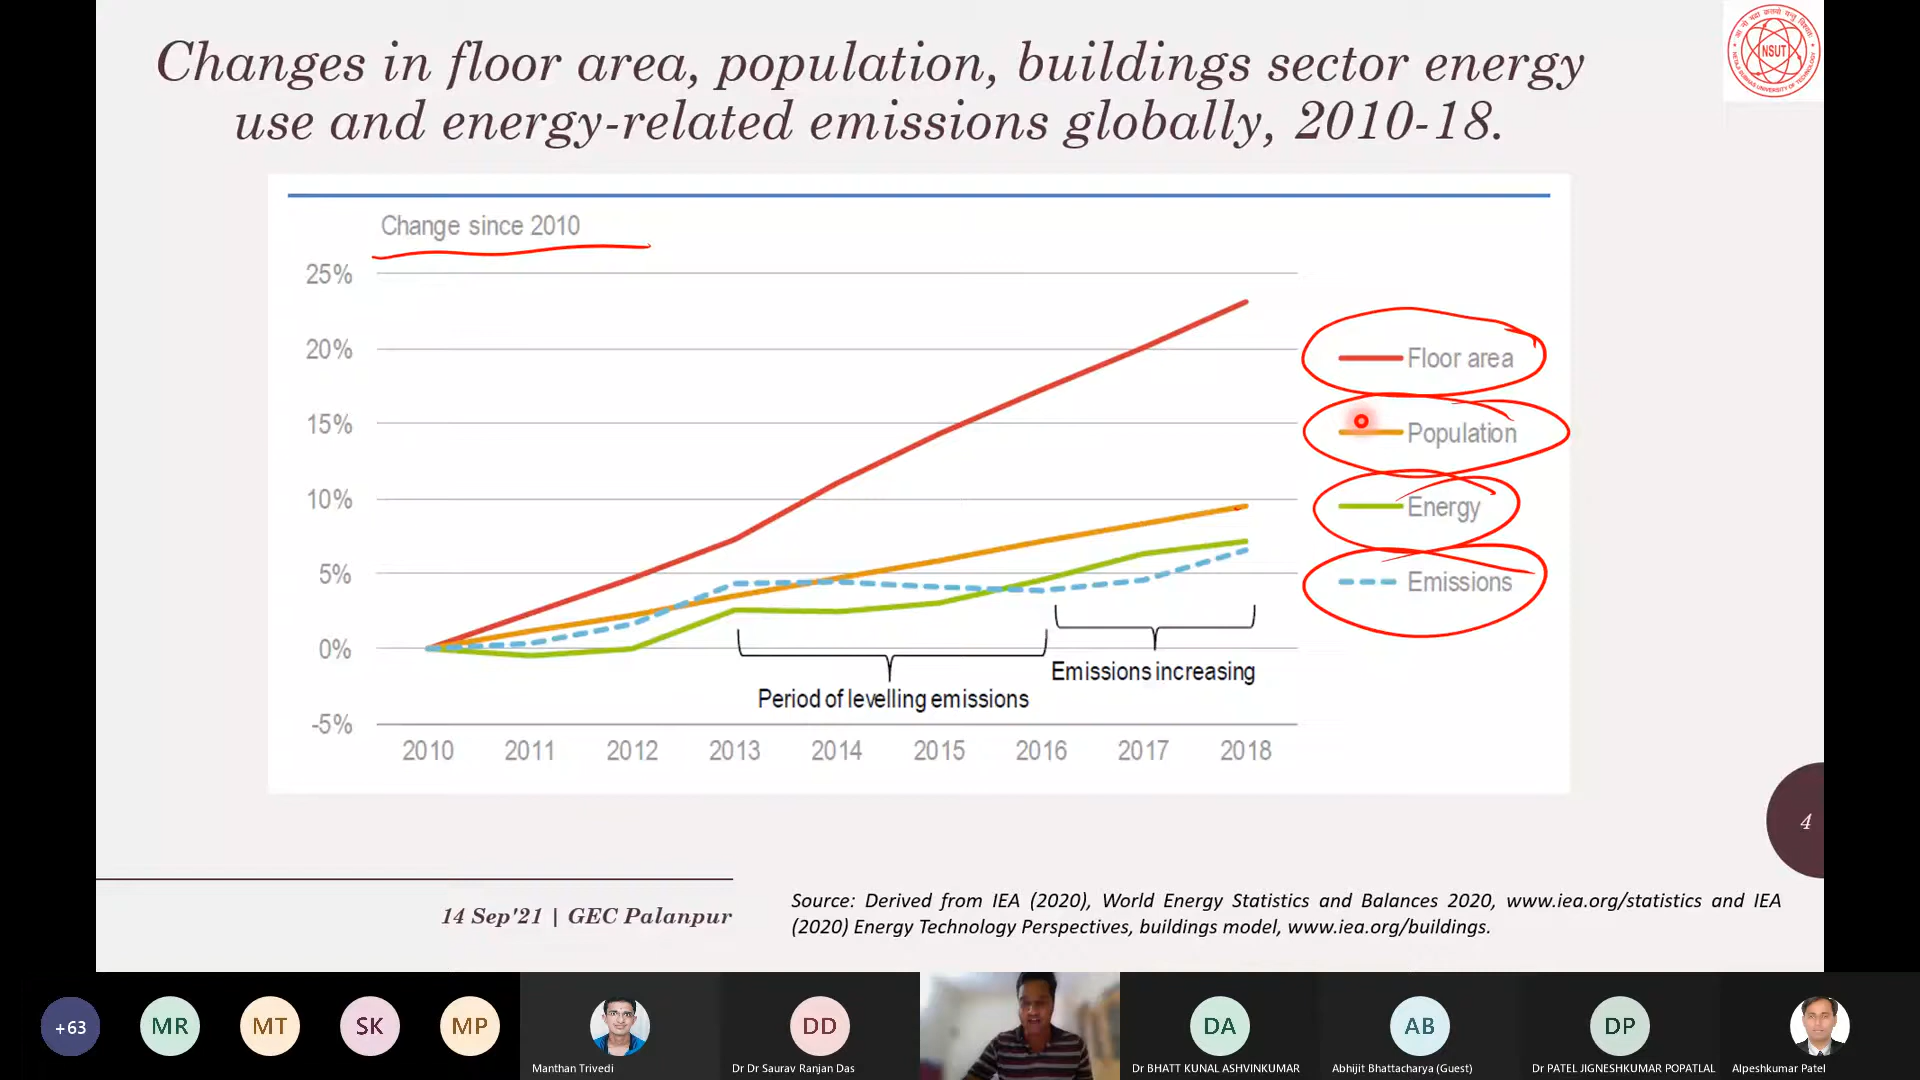 Changes in floor area, population, buildings sector energy
use and energy-related emissions globally, 2010-18.
NSUT
Change since 2010
25%
20%
15%
10%
5%
0%
-5%
2010 2011 2012 2013 2014 2015 2016 2017 2018
Floor area
Population
Energy
Emissions
Period of levelling emissions
Emissions increasing
4
14 Sep'21 | GEC Palanpur
Source: Derived from IEA (2020), World Energy Statistics and Balances 2020, www.iea.org/statistics and IEA
(2020) Energy Technology Perspectives, buildings model, www.iea.org/buildings.
+63
MR
MT
SK
MP
Manthan Trivedi
DD
Dr Dr Saurav Ranjan Das
DA
Dr BHATT KUNAL ASHVINKUMAR
AB
Abhijit Bhattacharya (Guest)
DP
Dr PATEL JIGNESHKUMAR POPATLAL
Alpeshkumar Patel